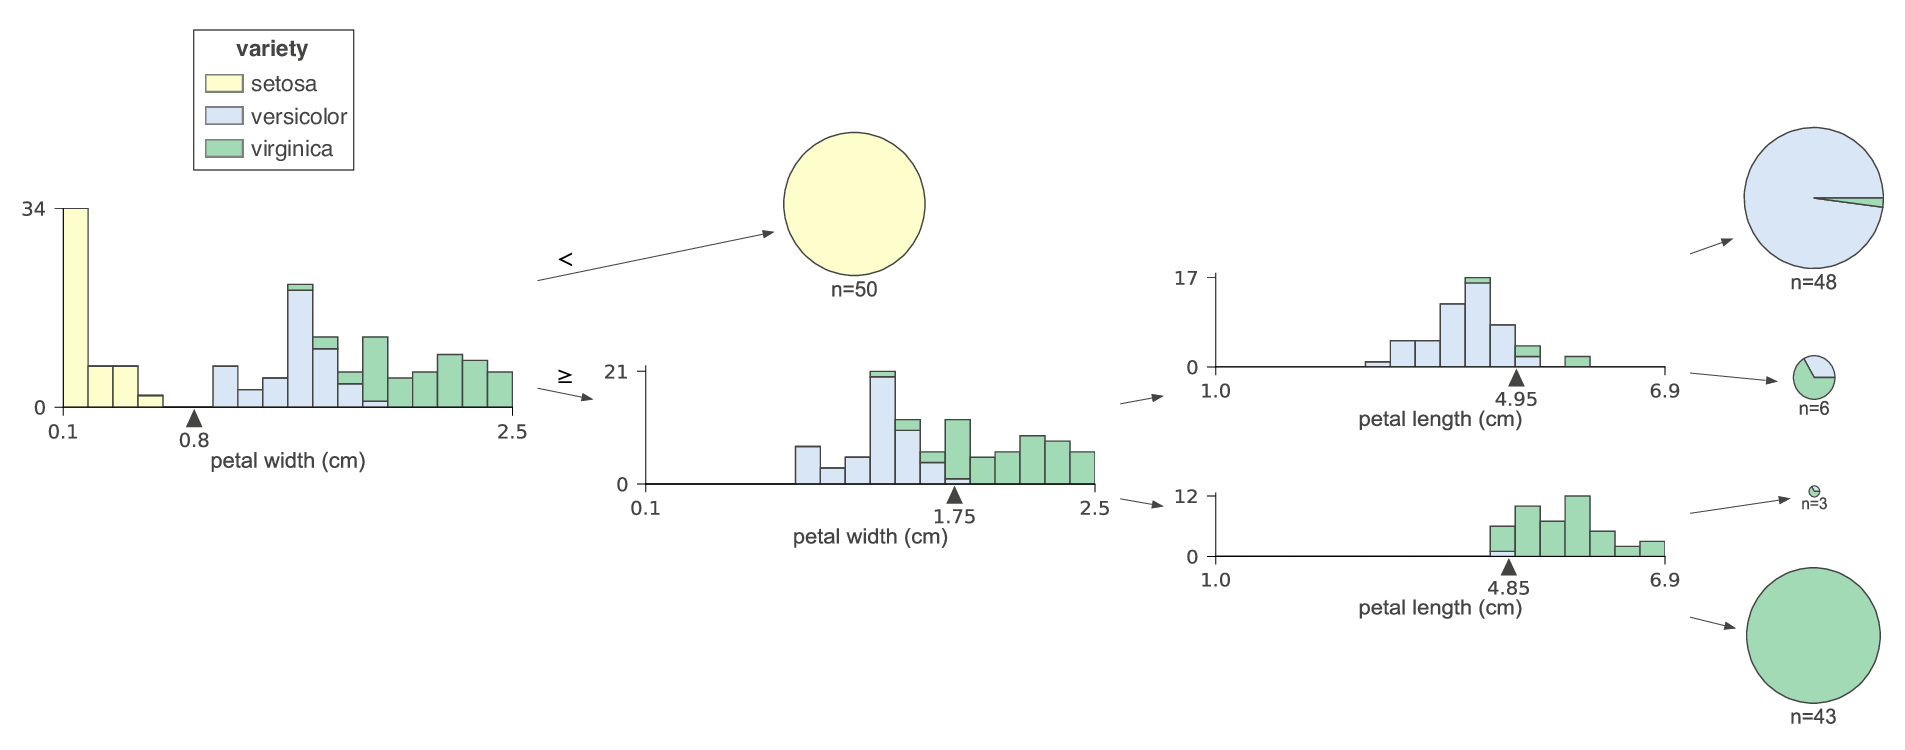 variety
setosa
versicolor
virginica
34
0
0.1
0.8
2.5
petal width (cm)
<
≥
n=50
21
0
0.1
1.75
2.5
petal width (cm)
17
0
1.0
4.95
6.9
petal length (cm)
12
0
1.0
4.85
6.9
petal length (cm)
n=48
n=6
n=3
n=43